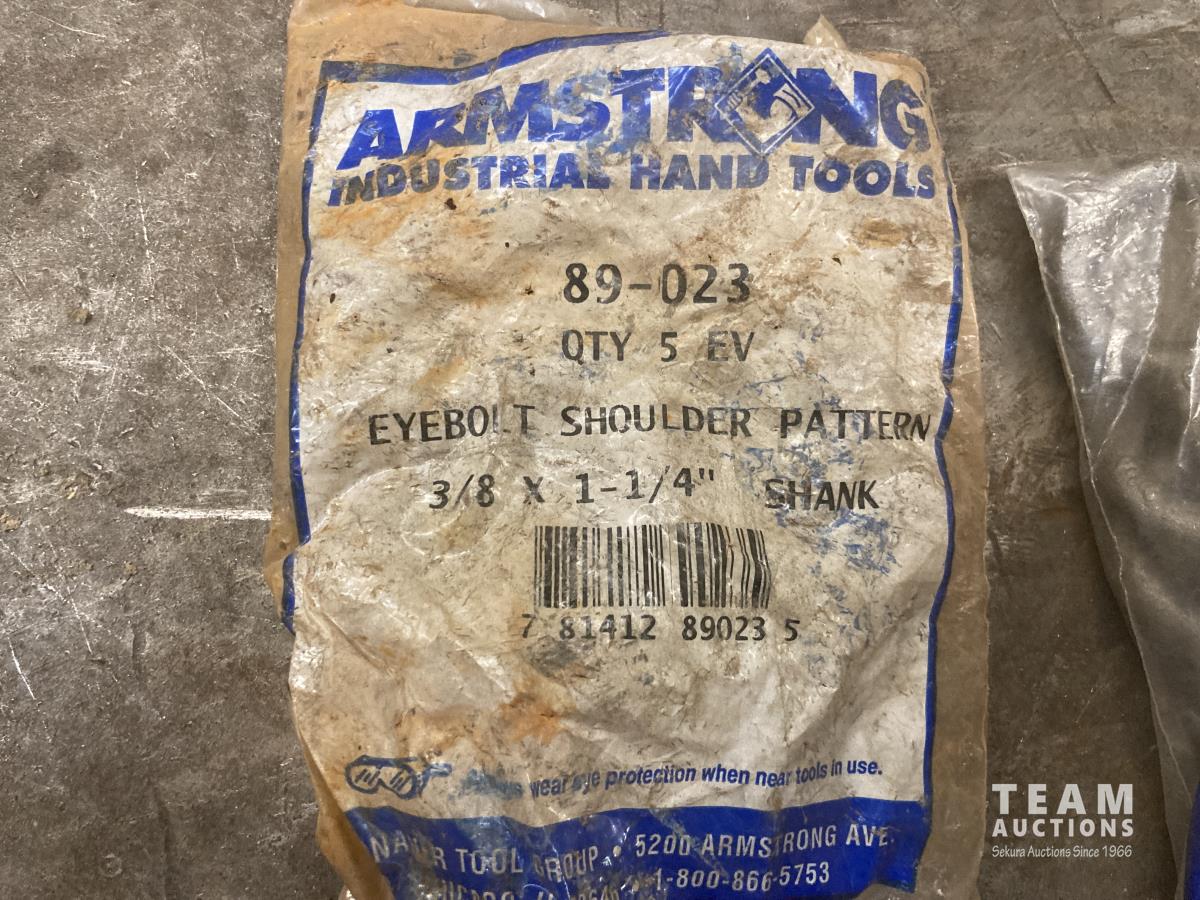 ARMSTRONG
INDUSTRIAL HAND TOOLS
89-023
QTY 5 EV
EYEBOLT SHOULDER PATTERN
3/8 X 1-1/4" SHANK
7 81412 89023 5
wear eye protection when near tools in use.
TOOL GROUP • 5200 ARMSTRONG AVE.
1-800-866-5753
TEAM
AUCTIONS
Sekura Auctions Since 1966